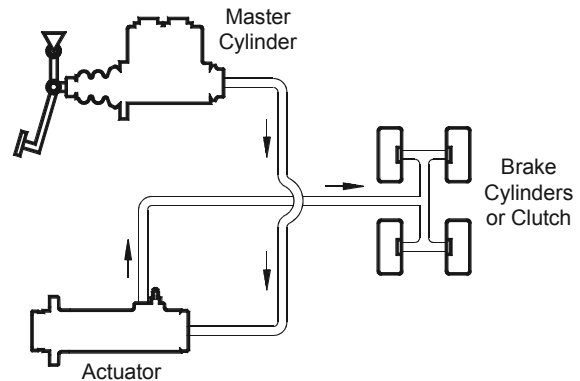 Master
Cylinder
Brake
Cylinders
or Clutch
Actuator